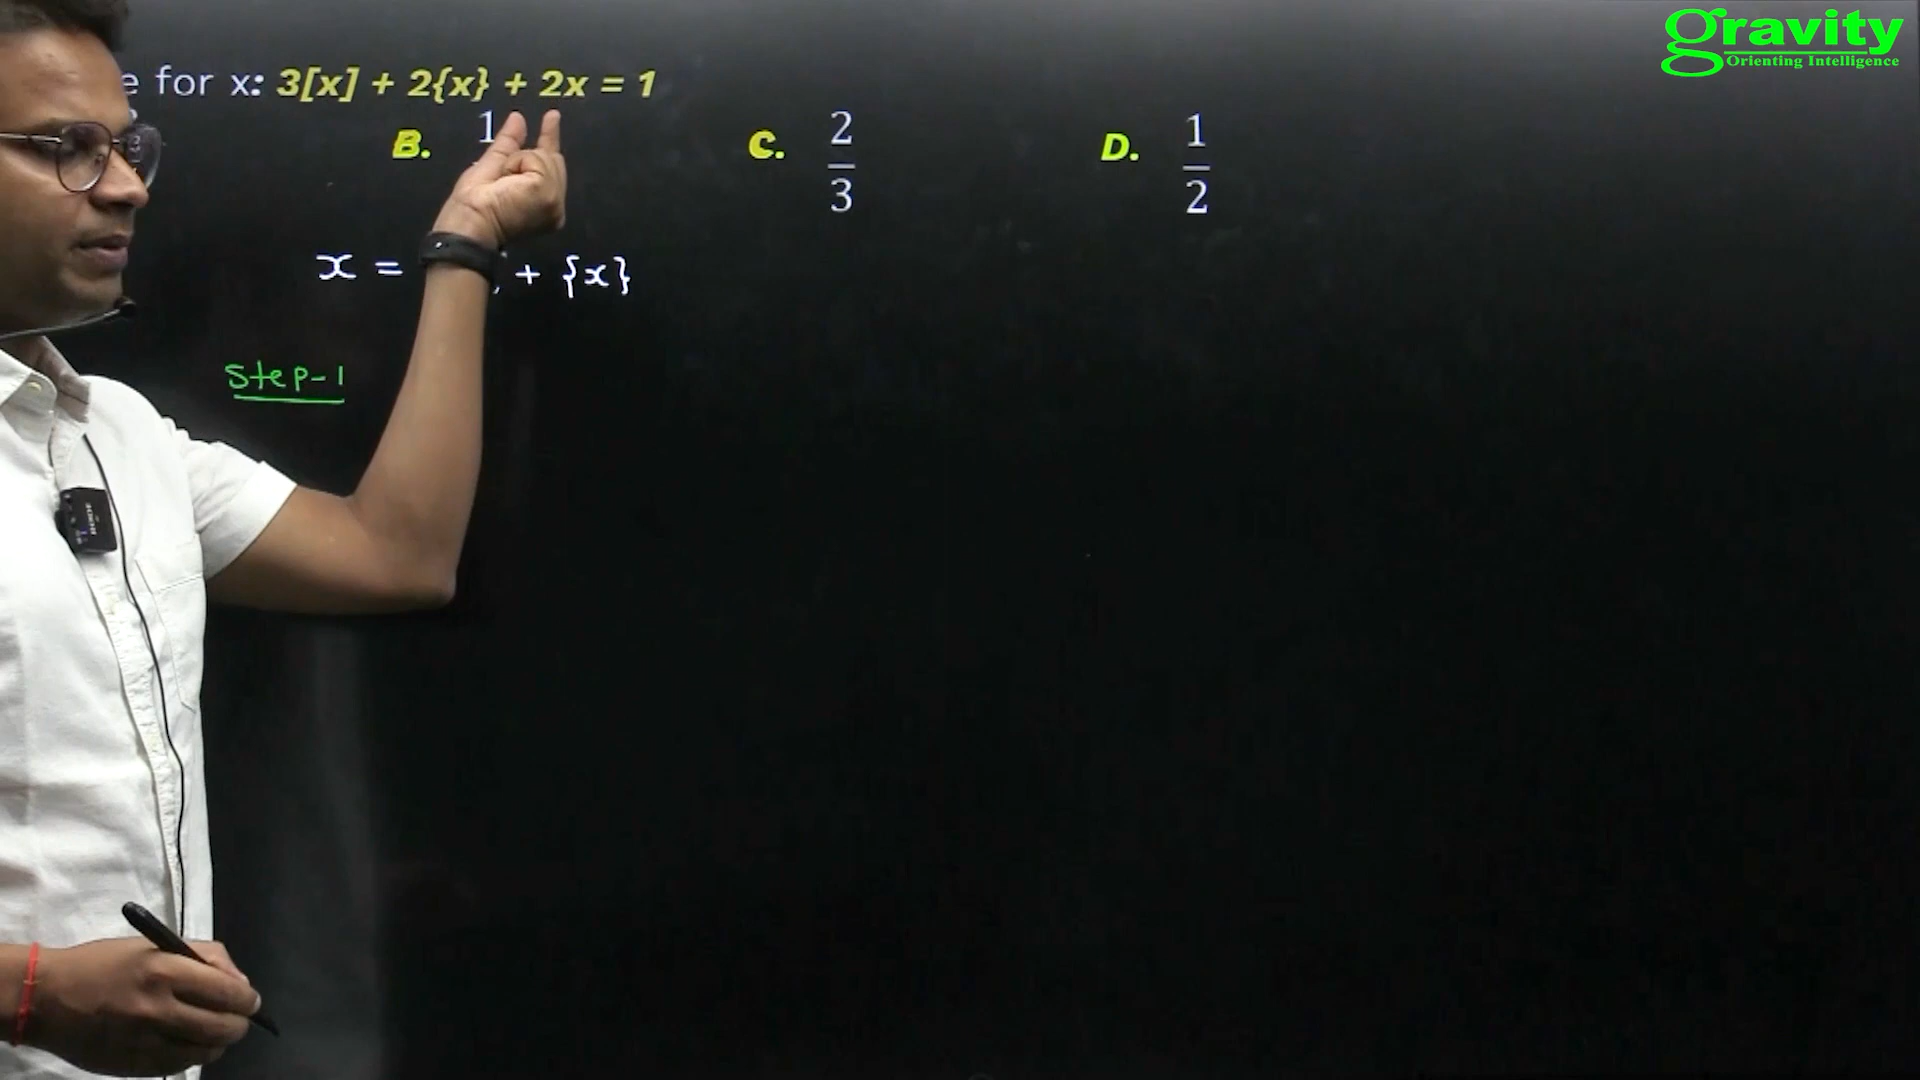 gravity
Orienting Intelligence
e for x: 3[x] + 2{x} + 2x = 1
B. 1
C. 2/3
D. 1/2
x = + {x}
Step-1